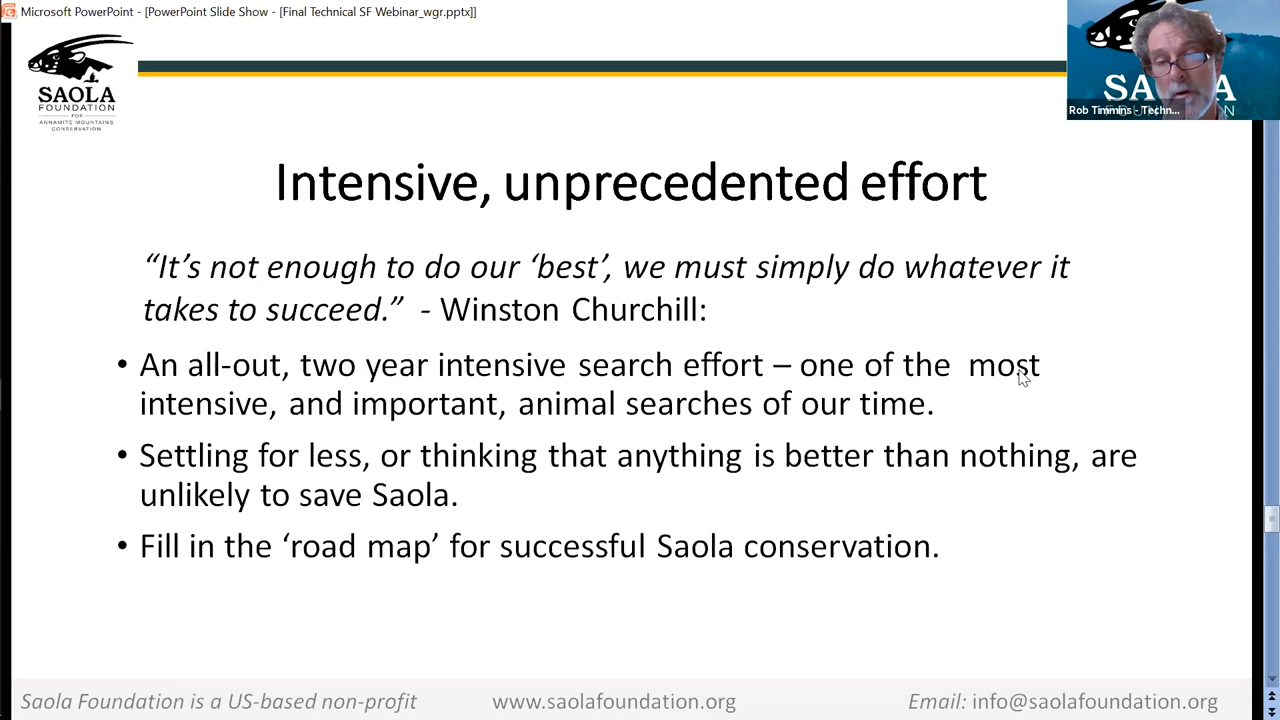 Microsoft PowerPoint - [PowerPoint Slide Show - [Final Technical SF Webinar_wgr.pptx]]
SAOLA
FOUNDATION
FOR
ANNAMITE MOUNTAINS
CONSERVATION
SA A
N
Rob Timmins - Techn...
Intensive, unprecedented effort
“It’s not enough to do our ‘best’, we must simply do whatever it
takes to succeed.” - Winston Churchill:
• An all-out, two year intensive search effort – one of the most
intensive, and important, animal searches of our time.
• Settling for less, or thinking that anything is better than nothing, are
unlikely to save Saola.
• Fill in the ‘road map’ for successful Saola conservation.
Saola Foundation is a US-based non-profit
www.saolafoundation.org
Email: info@saolafoundation.org